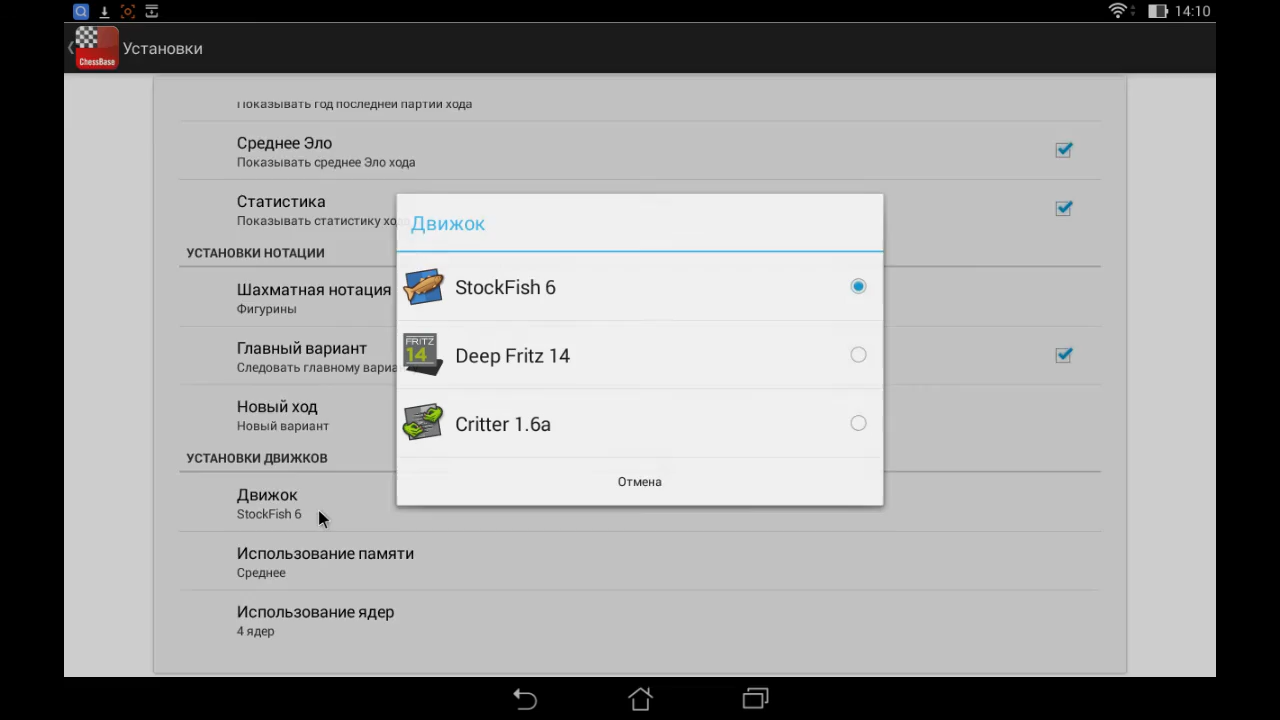 14:10
ChessBase
Установки
Показывать год последней партии хода
Среднее Эло
Показывать среднее Эло хода
Статистика
Показывать статистику хо
УСТАНОВКИ НОТАЦИИ
Шахматная нотация
Фигурины
Главный вариант
Следовать главному вариа
Новый ход
Новый вариант
УСТАНОВКИ ДВИЖКОВ
Движок
StockFish 6
Использование памяти
Среднее
Использование ядер
4 ядер
Движок
StockFish 6
FRITZ
14
Deep Fritz 14
Critter 1.6a
Отмена